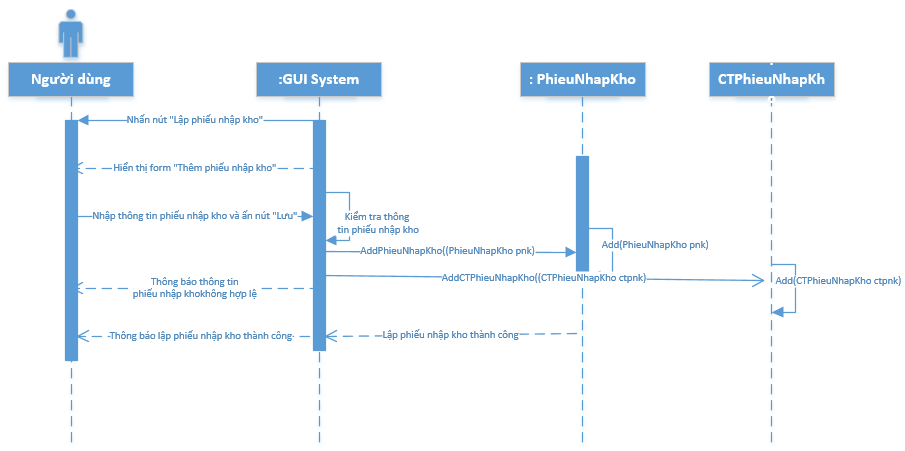 Người dùng
:GUI System
: PhieuNhapKho
CTPhieuNhapKh
Nhấn nút "Lập phiếu nhập kho"
Hiển thị form "Thêm phiếu nhập kho"
Nhập thông tin phiếu nhập kho và ấn nút "Lưu"
Kiểm tra thông
tin phiếu nhập kho
AddPhieuNhapKho((PhieuNhapKho pnk)
Add(PhieuNhapKho pnk)
AddCTPhieuNhapKho((CTPhieuNhapKho ctpnk)
Add(CTPhieuNhapKho ctpnk)
Thông báo thông tin
phiếu nhập khokhông hợp lệ
Thông báo lập phiếu nhập kho thành công
Lập phiếu nhập kho thành công